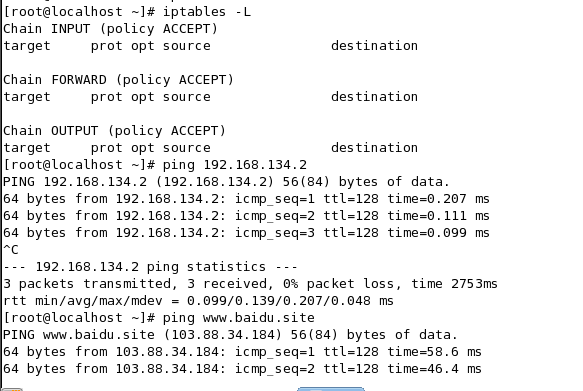 [root@localhost ~]# iptables -L
Chain INPUT (policy ACCEPT)
target     prot opt source               destination

Chain FORWARD (policy ACCEPT)
target     prot opt source               destination

Chain OUTPUT (policy ACCEPT)
target     prot opt source               destination
[root@localhost ~]# ping 192.168.134.2
PING 192.168.134.2 (192.168.134.2) 56(84) bytes of data.
64 bytes from 192.168.134.2: icmp_seq=1 ttl=128 time=0.207 ms
64 bytes from 192.168.134.2: icmp_seq=2 ttl=128 time=0.111 ms
64 bytes from 192.168.134.2: icmp_seq=3 ttl=128 time=0.099 ms
^C
--- 192.168.134.2 ping statistics ---
3 packets transmitted, 3 received, 0% packet loss, time 2753ms
rtt min/avg/max/mdev = 0.099/0.139/0.207/0.048 ms
[root@localhost ~]# ping www.baidu.site
PING www.baidu.site (103.88.34.184) 56(84) bytes of data.
64 bytes from 103.88.34.184: icmp_seq=1 ttl=128 time=58.6 ms
64 bytes from 103.88.34.184: icmp_seq=2 ttl=128 time=46.4 ms